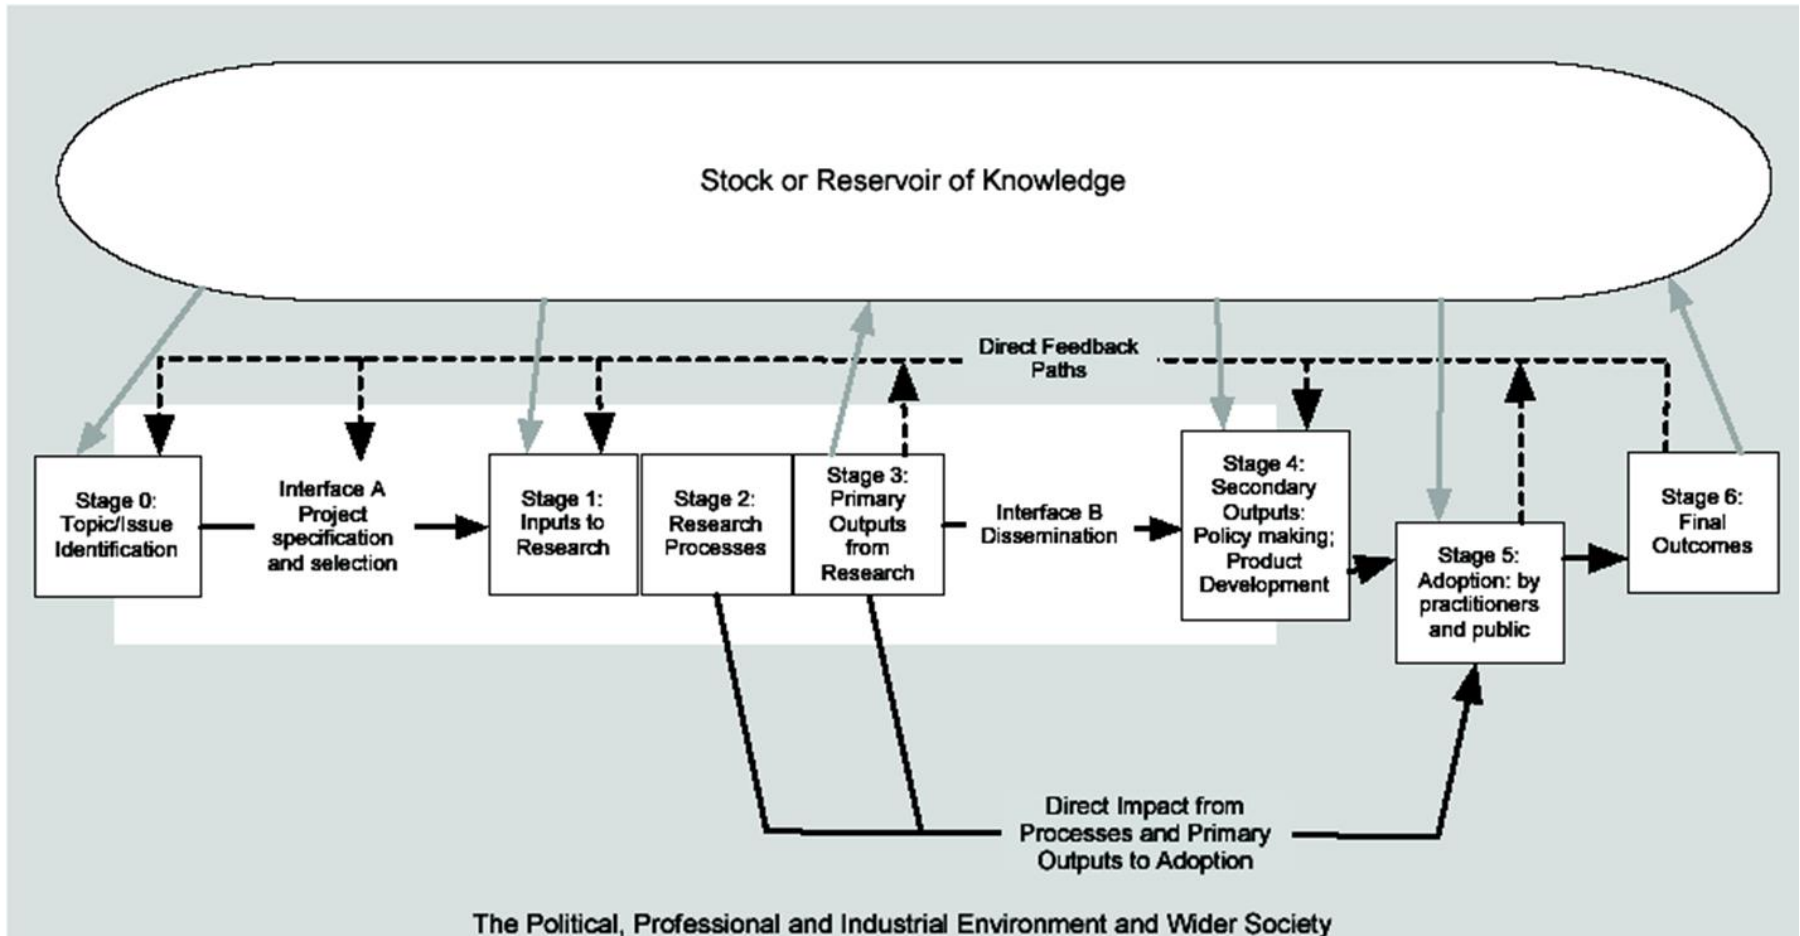 Stock or Reservoir of Knowledge
Direct Feedback
Paths
Stage 0:
Topic/Issue
Identification
Interface A
Project
specification
and selection
Stage 1:
Inputs to
Research
Stage 2:
Research
Processes
Stage 3:
Primary
Outputs
from
Research
Interface B
Dissemination
Stage 4:
Secondary
Outputs:
Policy making;
Product
Development
Stage 5:
Adoption: by
practitioners
and public
Stage 6:
Final
Outcomes
Direct Impact from
Processes and Primary
Outputs to Adoption
The Political, Professional and Industrial Environment and Wider Society